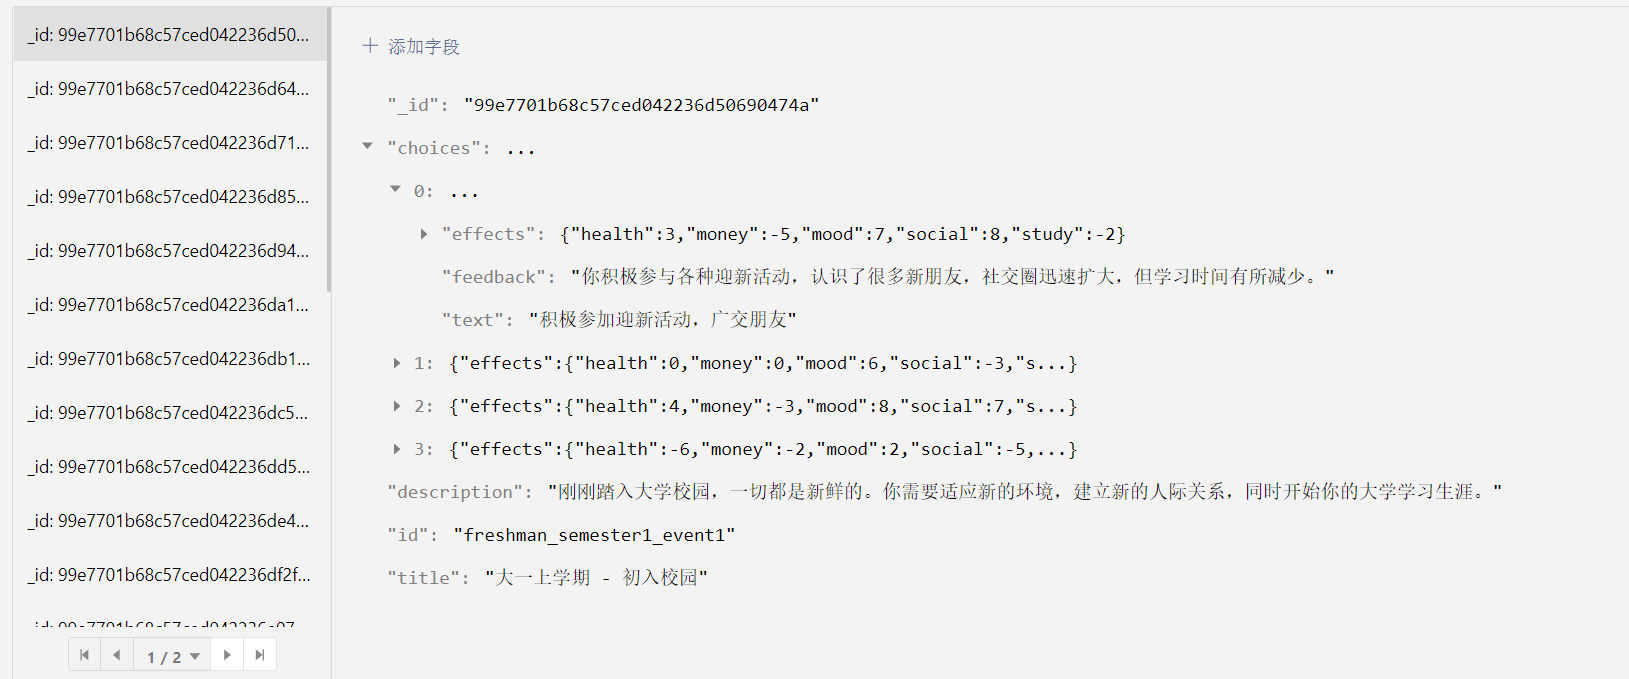 _id: 99e7701b68c57ced042236d50...
_id: 99e7701b68c57ced042236d64...
_id: 99e7701b68c57ced042236d71...
_id: 99e7701b68c57ced042236d85...
_id: 99e7701b68c57ced042236d94...
_id: 99e7701b68c57ced042236da1...
_id: 99e7701b68c57ced042236db1...
_id: 99e7701b68c57ced042236dc5...
_id: 99e7701b68c57ced042236dd5...
_id: 99e7701b68c57ced042236de4...
_id: 99e7701b68c57ced042236df2f...
1 / 2
添加字段
"_id": "99e7701b68c57ced042236d50690474a"
"choices": ...
0: ...
"effects": {"health":3,"money":-5,"mood":7,"social":8,"study":-2}
"feedback": "你积极参与各种迎新活动，认识了很多新朋友，社交圈迅速扩大，但学习时间有所减少。"
"text": "积极参加迎新活动，广交朋友"
1: {"effects":{"health":0,"money":0,"mood":6,"social":-3,"s...}
2: {"effects":{"health":4,"money":-3,"mood":8,"social":7,"s...}
3: {"effects":{"health":-6,"money":-2,"mood":2,"social":-5,...}
"description": "刚刚踏入大学校园，一切都是新鲜的。你需要适应新的环境，建立新的人际关系，同时开始你的大学学习生涯。"
"id": "freshman_semester1_event1"
"title": "大一上学期 - 初入校园"